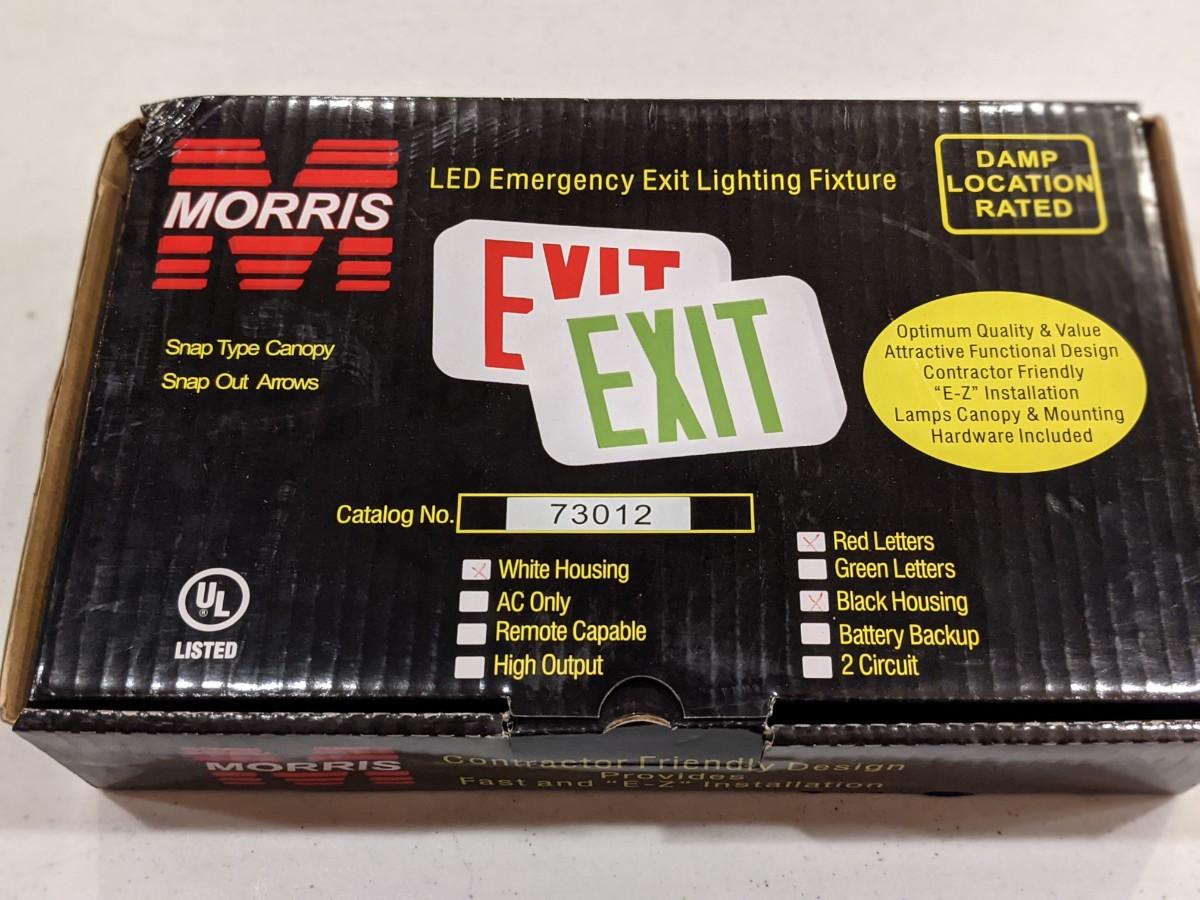 MORRIS
LED Emergency Exit Lighting Fixture
DAMP
LOCATION
RATED
EXIT
EXIT
Snap Type Canopy
Snap Out Arrows
Optimum Quality & Value
Attractive Functional Design
Contractor Friendly
"E-Z" Installation
Lamps Canopy & Mounting
Hardware Included
Catalog No. 73012
X White Housing
AC Only
Remote Capable
High Output
X Red Letters
Green Letters
X Black Housing
Battery Backup
2 Circuit
UL
®
LISTED
MORRIS
Contractor Friendly Design
Provides
Fast and "E-Z" Installation